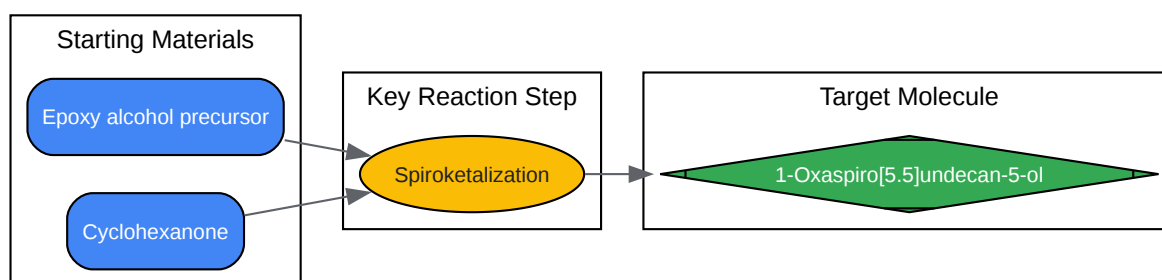 Starting Materials
Epoxy alcohol precursor
Cyclohexanone
Key Reaction Step
Spiroketalization
Target Molecule
1-Oxaspiro[5.5]undecan-5-ol